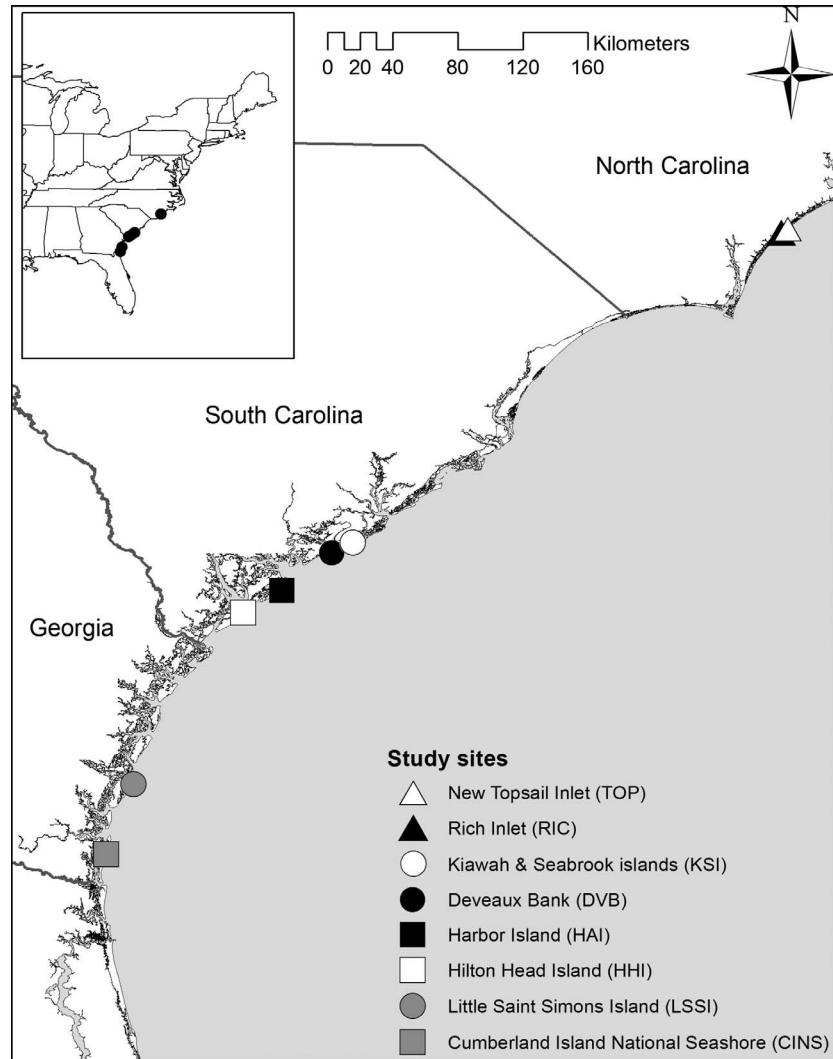 N
Kilometers
0 20 40 80 120 160
North Carolina
South Carolina
Georgia
Study sites
New Topsail Inlet (TOP)
Rich Inlet (RIC)
Kiawah & Seabrook islands (KSI)
Deveaux Bank (DVB)
Harbor Island (HAI)
Hilton Head Island (HHI)
Little Saint Simons Island (LSSI)
Cumberland Island National Seashore (CINS)